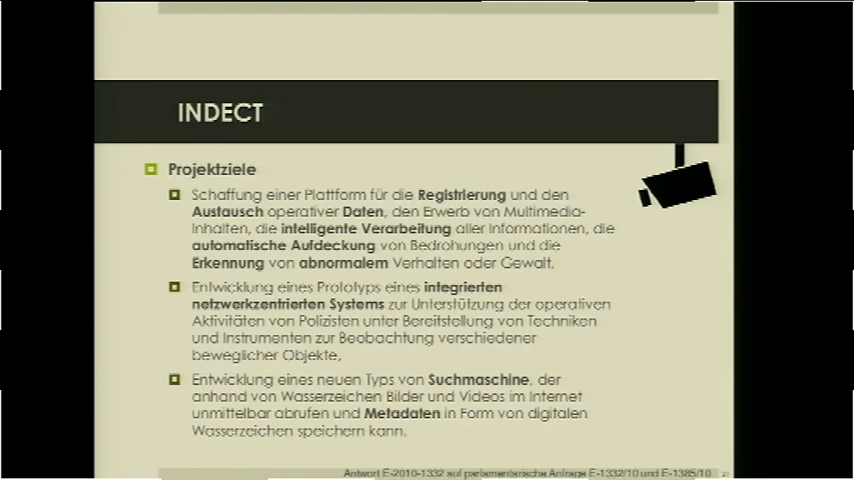 INDECT
Projektziele
Schaffung einer Plattform für die Registrierung und den
Austausch operativer Daten, den Erwerb von Multimedia-
Inhalten, die intelligente Verarbeitung aller Informationen, die
automatische Aufdeckung von Bedrohungen und die
Erkennung von abnormalem Verhalten oder Gewalt,
Entwicklung eines Prototyps eines integrierten
netzwerkzentrierten Systems zur Unterstützung der operativen
Aktivitäten von Polizisten unter Bereitstellung von Techniken
und Instrumenten zur Beobachtung verschiedener
beweglicher Objekte,
Entwicklung eines neuen Typs von Suchmaschine, der
anhand von Wasserzeichen Bilder und Videos im Internet
unmittelbar abrufen und Metadaten in Form von digitalen
Wasserzeichen speichern kann.
Antwort E-2010-1332 auf parlamentarische Anfrage E-1332/10 und E-1385/10